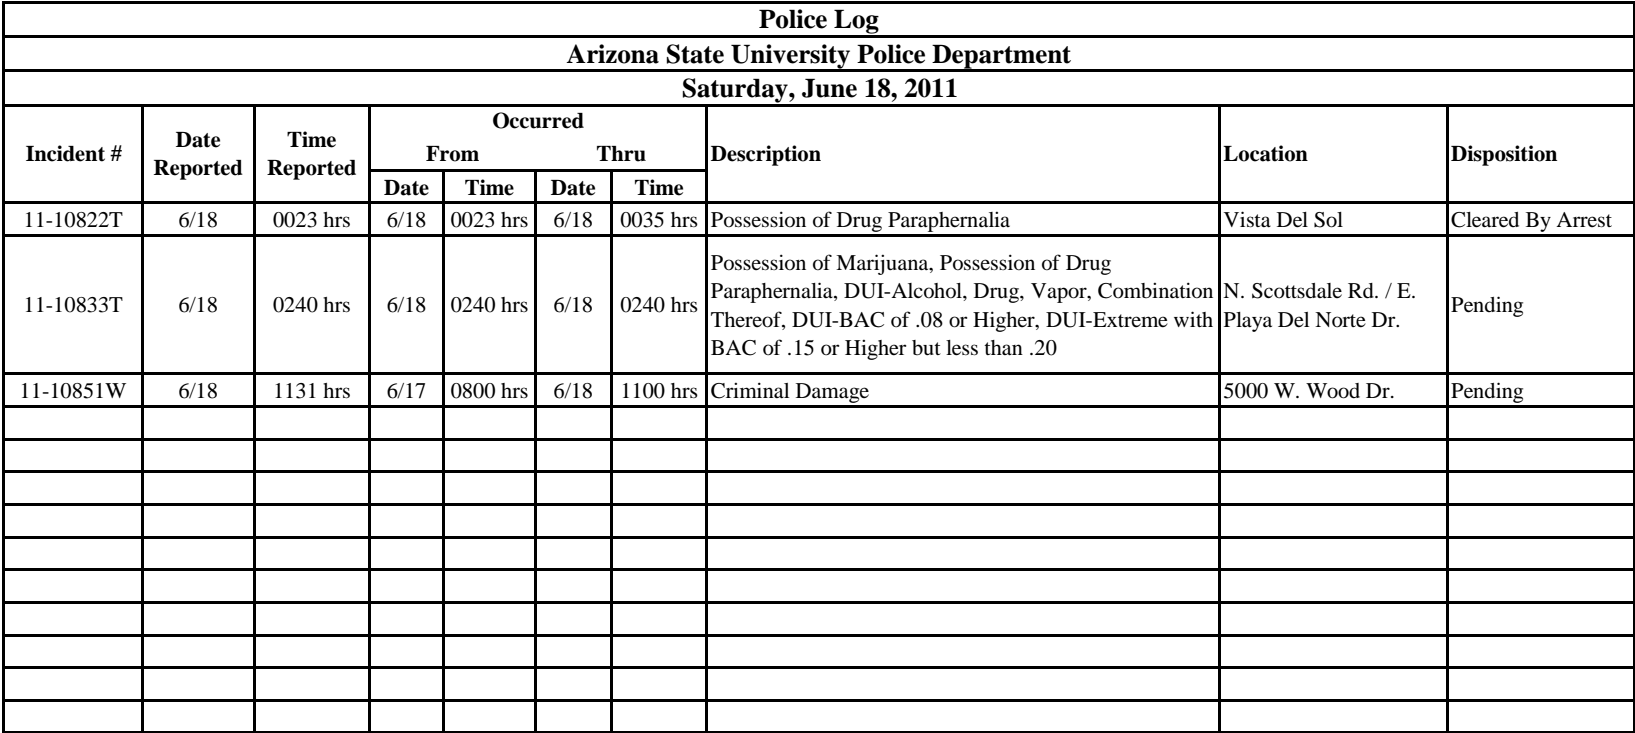 Police Log
Arizona State University Police Department
Saturday, June 18, 2011
Incident # Date Reported Time Reported Occurred Description Location Disposition
From Thru
Date Time Date Time
11-10822T 6/18 0023 hrs 6/18 0023 hrs 6/18 0035 hrs Possession of Drug Paraphernalia Vista Del Sol Cleared By Arrest
11-10833T 6/18 0240 hrs 6/18 0240 hrs 6/18 0240 hrs Possession of Marijuana, Possession of Drug
Paraphernalia, DUI-Alcohol, Drug, Vapor, Combination
Thereof, DUI-BAC of .08 or Higher, DUI-Extreme with
BAC of .15 or Higher but less than .20
N. Scottsdale Rd. / E.
Playa Del Norte Dr.
Pending
11-10851W 6/18 1131 hrs 6/17 0800 hrs 6/18 1100 hrs Criminal Damage 5000 W. Wood Dr. Pending